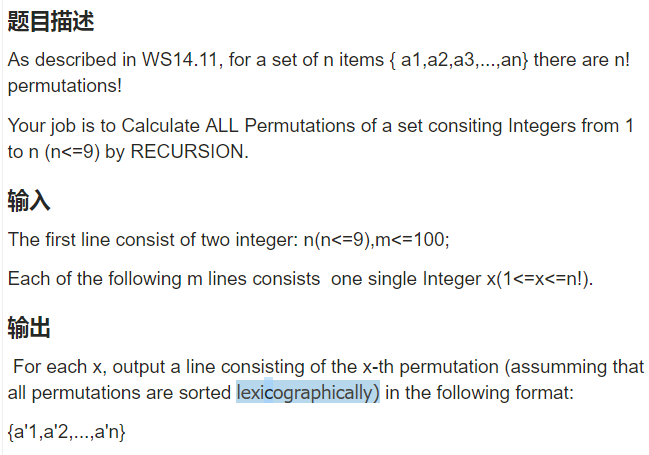 题目描述
As described in WS14.11, for a set of n items { a1,a2,a3,...,an} there are n!
permutations!
Your job is to Calculate ALL Permutations of a set consiting Integers from 1
to n (n<=9) by RECURSION.
输入
The first line consist of two integer: n(n<=9),m<=100;
Each of the following m lines consists  one single Integer x(1<=x<=n!).
输出
For each x, output a line consisting of the x-th permutation (assumming that
all permutations are sorted lexicographically) in the following format:
{a'1,a'2,...,a'n}